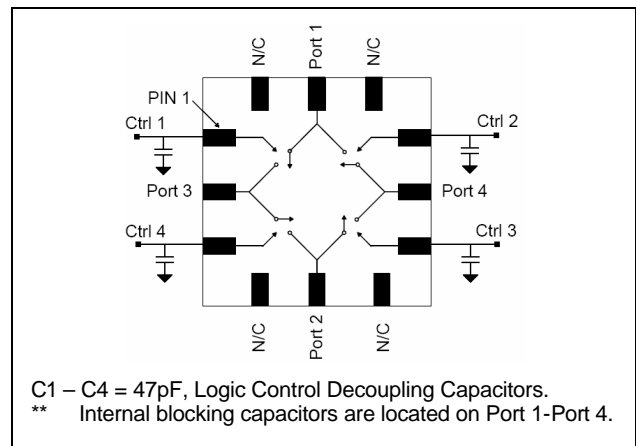 N/C
Port 1
N/C
PIN 1
Ctrl 1
Ctrl 2
Port 3
Port 4
Ctrl 4
Ctrl 3
N/C
Port 2
N/C
C1 – C4 = 47pF, Logic Control Decoupling Capacitors.
** Internal blocking capacitors are located on Port 1-Port 4.